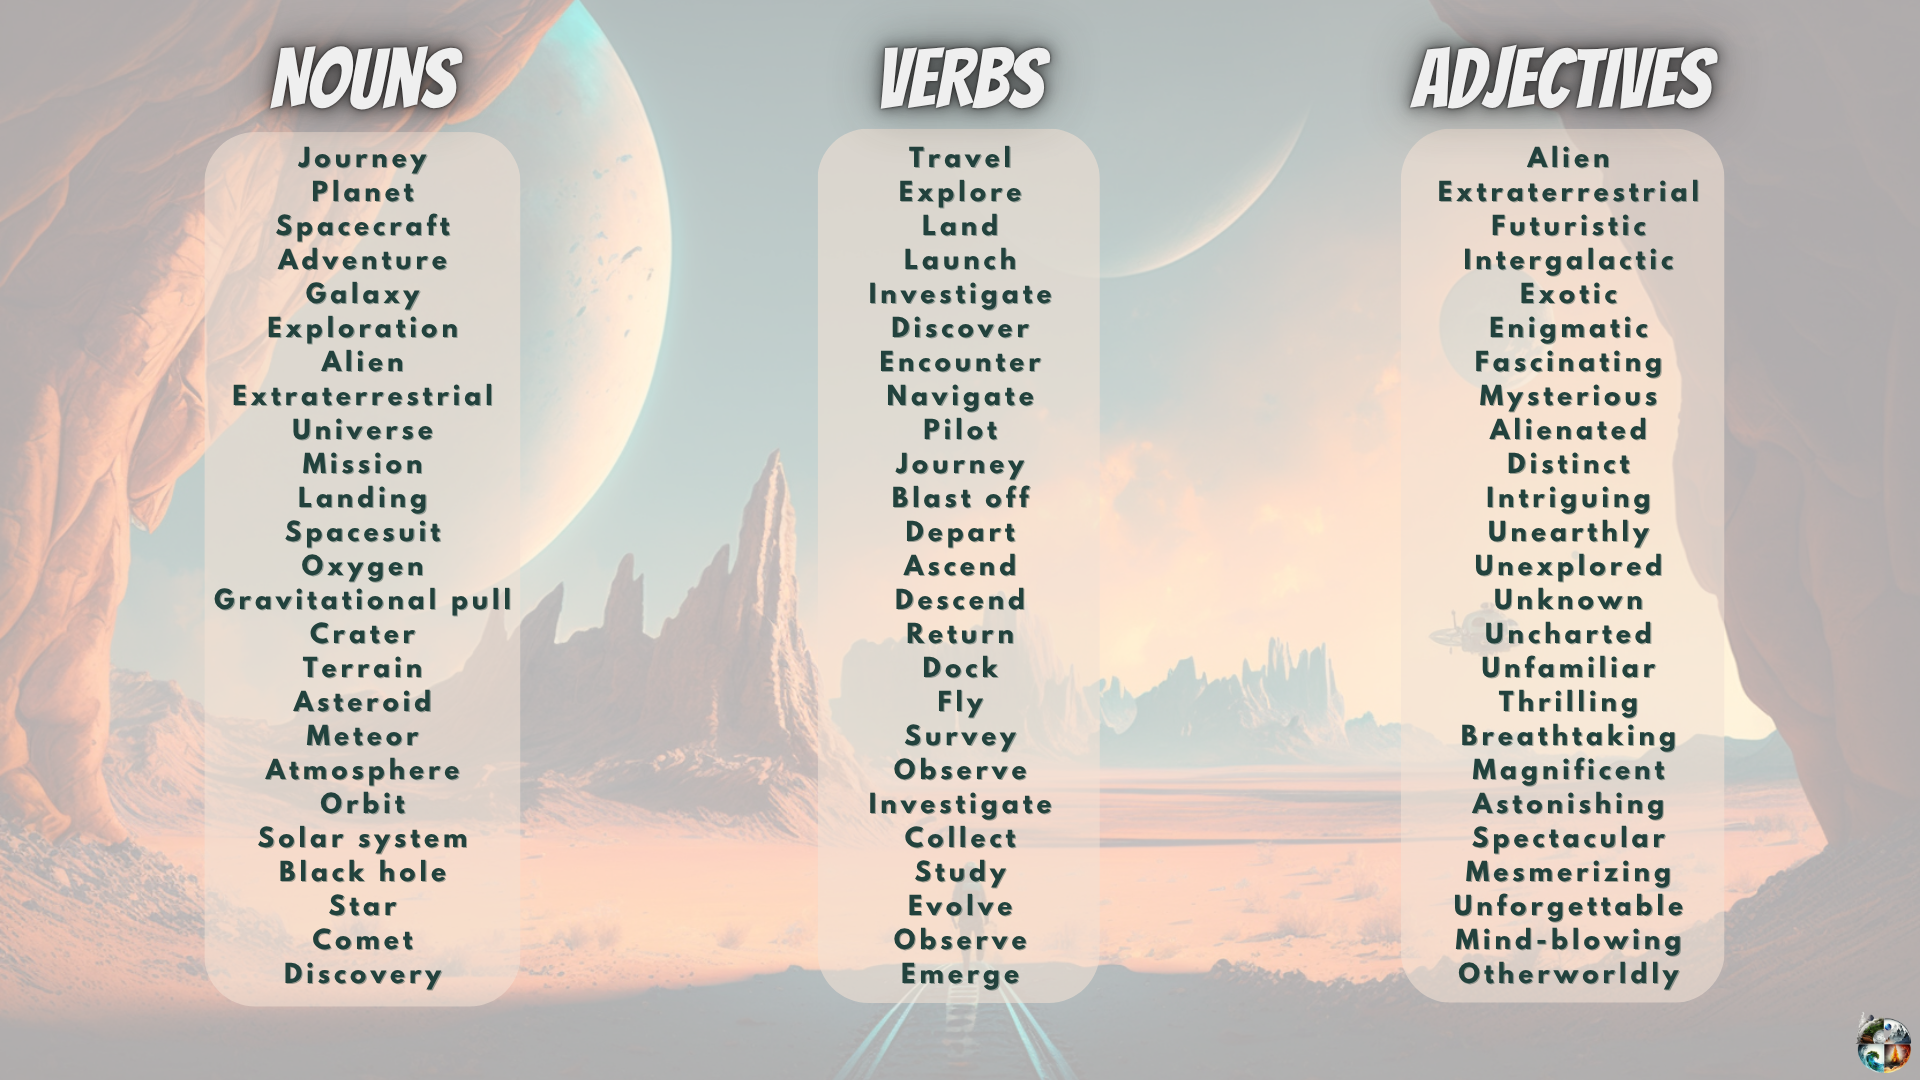 NOUNS
Journey
Planet
Spacecraft
Adventure
Galaxy
Exploration
Alien
Extraterrestrial
Universe
Mission
Landing
Spacesuit
Oxygen
Gravitational pull
Crater
Terrain
Asteroid
Meteor
Atmosphere
Orbit
Solar system
Black hole
Star
Comet
Discovery
VERBS
Travel
Explore
Land
Launch
Investigate
Discover
Encounter
Navigate
Pilot
Journey
Blast off
Depart
Ascend
Descend
Return
Dock
Fly
Survey
Observe
Investigate
Collect
Study
Evolve
Observe
Emerge
ADJECTIVES
Alien
Extraterrestrial
Futuristic
Intergalactic
Exotic
Enigmatic
Fascinating
Mysterious
Alienated
Distinct
Intriguing
Unearthly
Unexplored
Unknown
Uncharted
Unfamiliar
Thrilling
Breathtaking
Magnificent
Astonishing
Spectacular
Mesmerizing
Unforgettable
Mind-blowing
Otherworldly